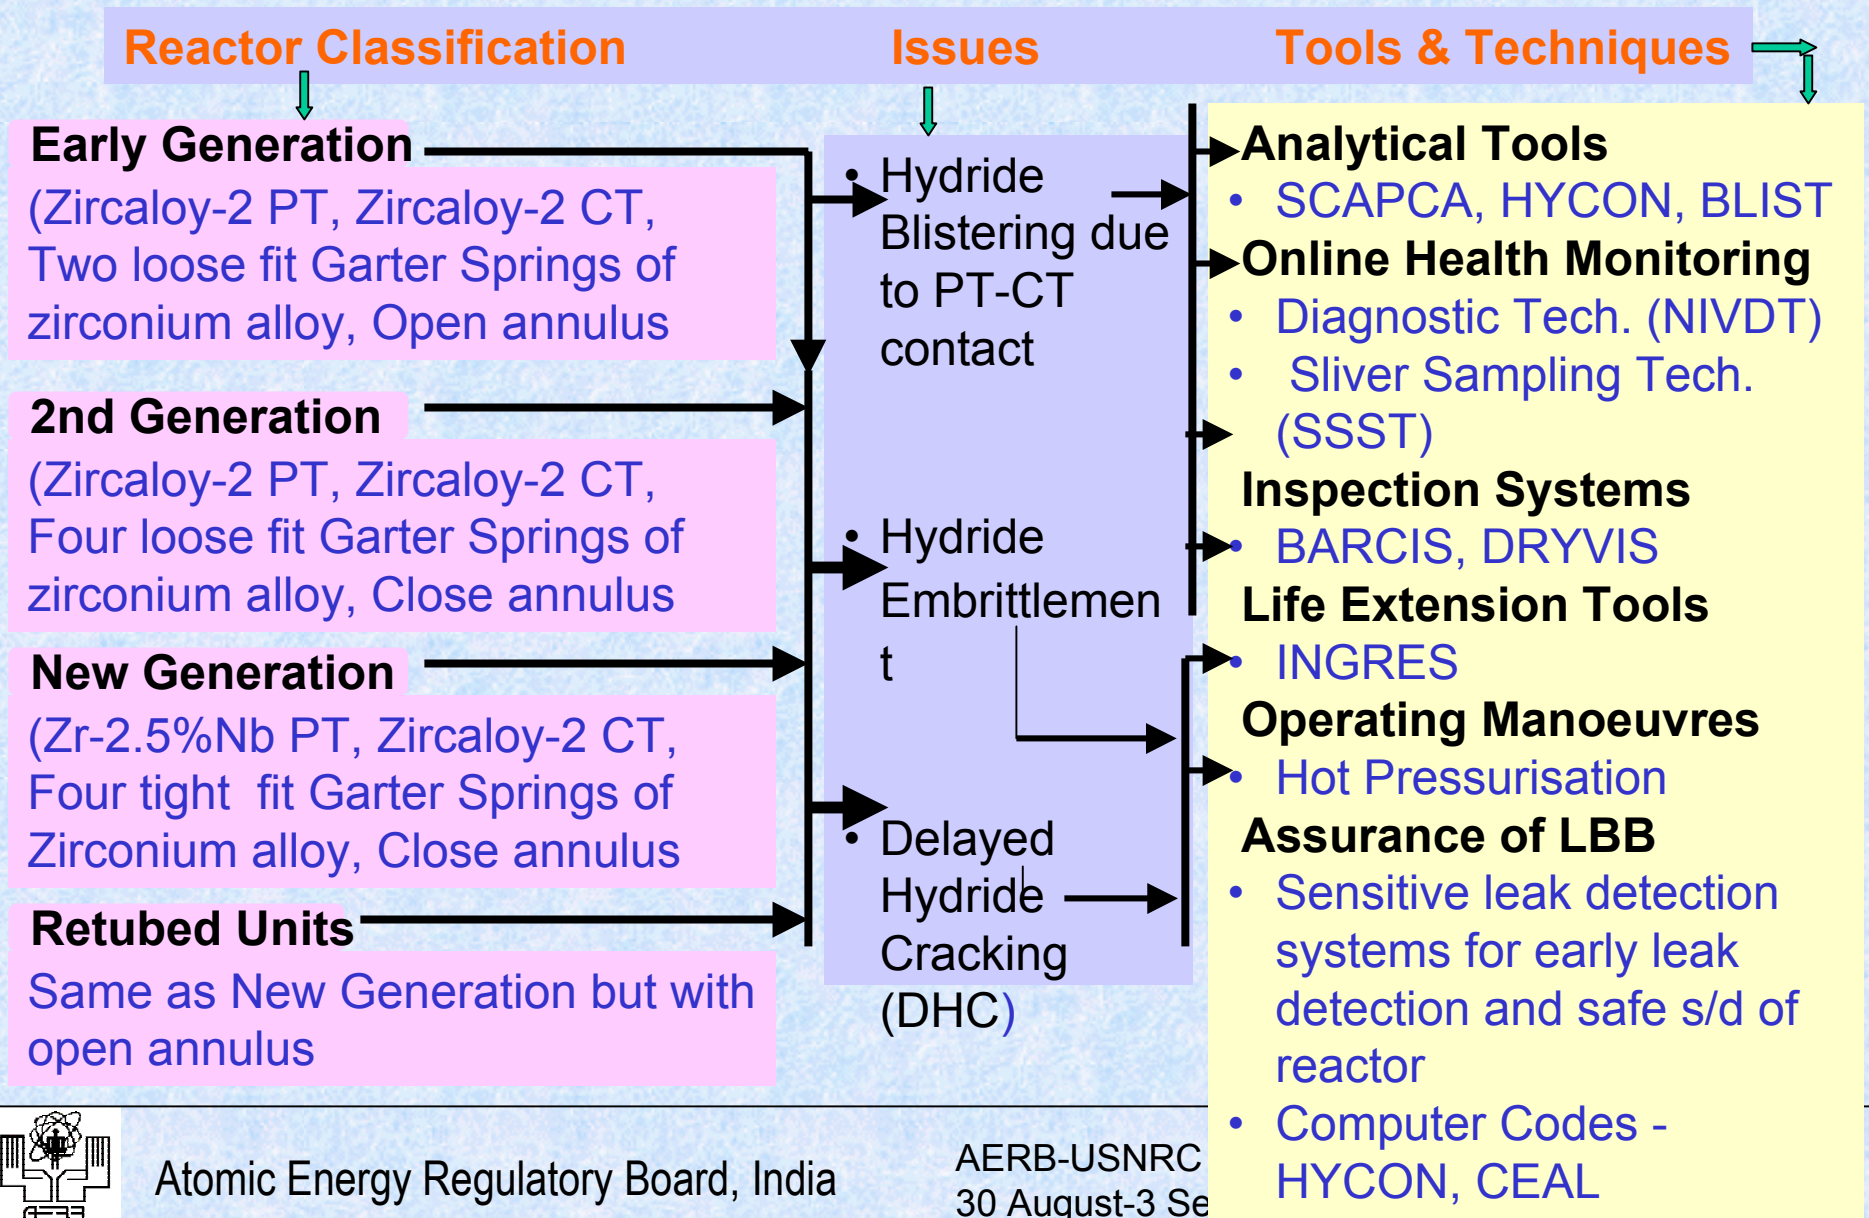 Reactor Classification
Issues
Tools & Techniques
Early Generation
(Zircaloy-2 PT, Zircaloy-2 CT,
Two loose fit Garter Springs of
zirconium alloy, Open annulus
2nd Generation
(Zircaloy-2 PT, Zircaloy-2 CT,
Four loose fit Garter Springs of
zirconium alloy, Close annulus
New Generation
(Zr-2.5%Nb PT, Zircaloy-2 CT,
Four tight  fit Garter Springs of
Zirconium alloy, Close annulus
Retubed Units
Same as New Generation but with
open annulus
• Hydride
Blistering due
to PT-CT
contact
• Hydride
Embrittlemen
t
• Delayed
Hydride
Cracking
(DHC)
Analytical Tools
• SCAPCA, HYCON, BLIST
Online Health Monitoring
• Diagnostic Tech. (NIVDT)
• Sliver Sampling Tech.
(SSST)
Inspection Systems
• BARCIS, DRYVIS
Life Extension Tools
• INGRES
Operating Manoeuvres
• Hot Pressurisation
Assurance of LBB
• Sensitive leak detection
systems for early leak
detection and safe s/d of
reactor
• Computer Codes -
HYCON, CEAL
Atomic Energy Regulatory Board, India
AERB-USNRC
30 August-3 Se